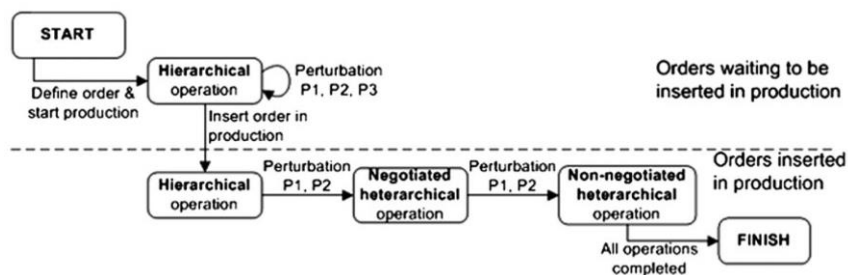 START
Define order &
start production
Hierarchical
operation
Perturbation
P1, P2, P3
Orders waiting to be
inserted in production
Insert order in
production
Orders inserted
in production
Hierarchical
operation
Perturbation
P1, P2
Negotiated
heterarchical
operation
Perturbation
P1, P2
Non-negotiated
heterarchical
operation
All operations
completed
FINISH